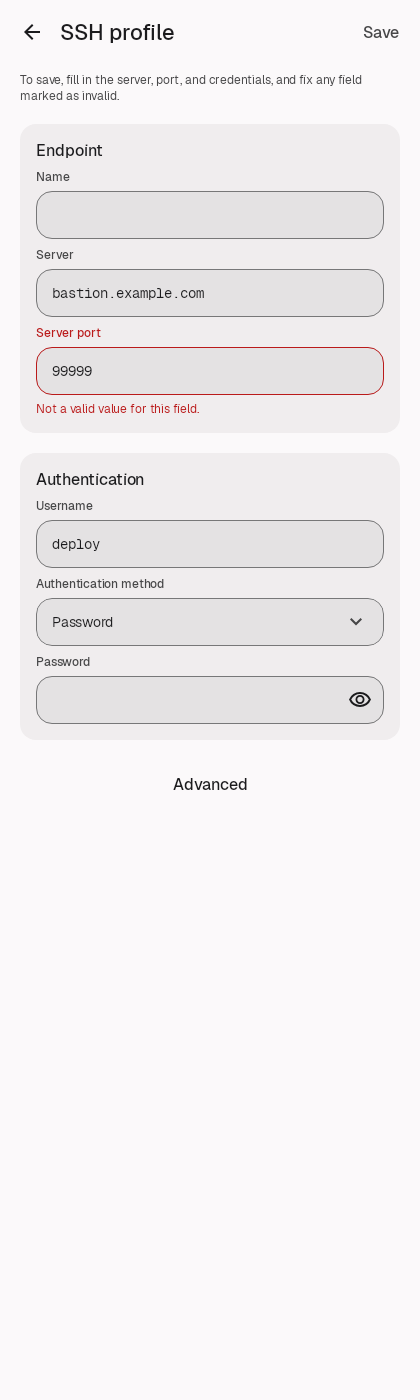 SSH profile
Save
To save, fill in the server, port, and credentials, and fix any field
marked as invalid.
Endpoint
Name
Server
bastion.example.com
Server port
99999
Not a valid value for this field.
Authentication
Username
deploy
Authentication method
Password
Password
Advanced